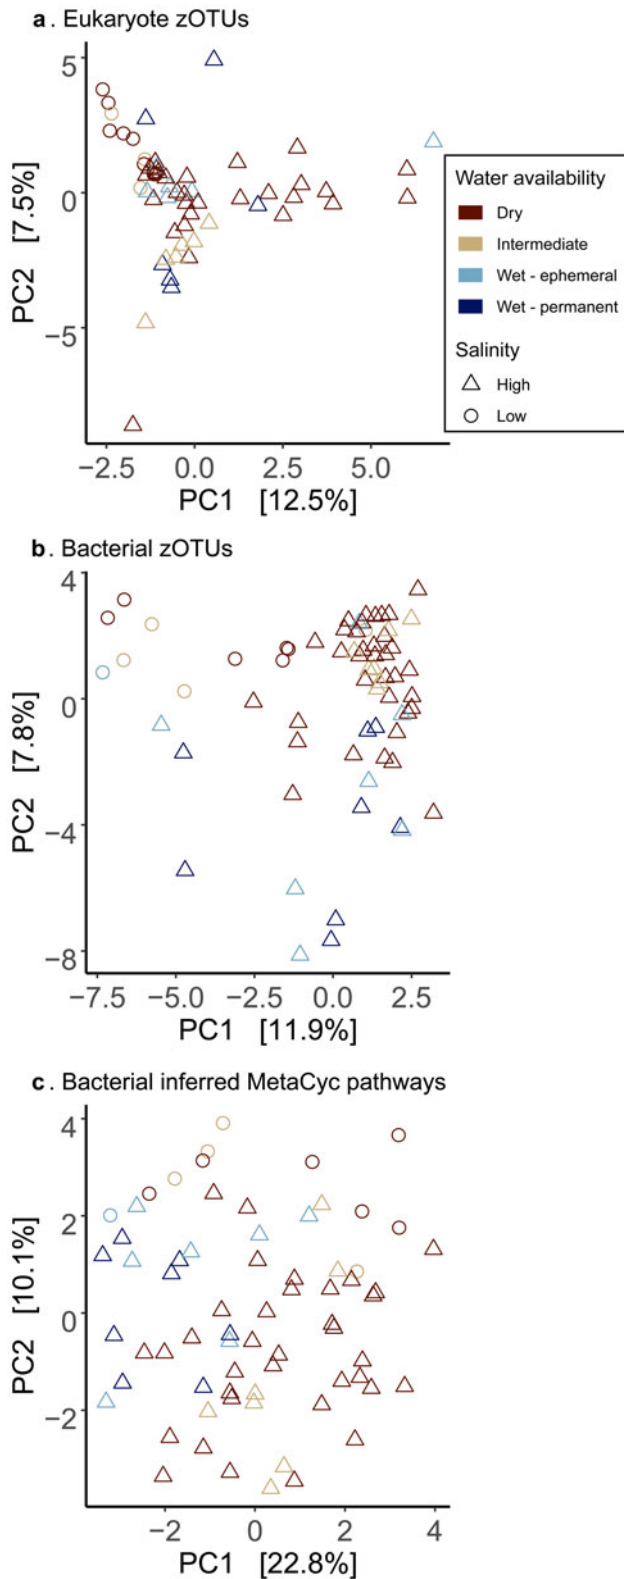 a. Eukaryote zOTUs
5
0
−5
PC2 [7.5%]
−2.5 0.0 2.5 5.0
PC1 [12.5%]
Water availability
Dry
Intermediate
Wet - ephemeral
Wet - permanent
Salinity
High
Low
b. Bacterial zOTUs
4
0
−4
−8
PC2 [7.8%]
−7.5 −5.0 −2.5 0.0 2.5
PC1 [11.9%]
c. Bacterial inferred MetaCyc pathways
4
2
0
−2
PC2 [10.1%]
−2 0 2 4
PC1 [22.8%]